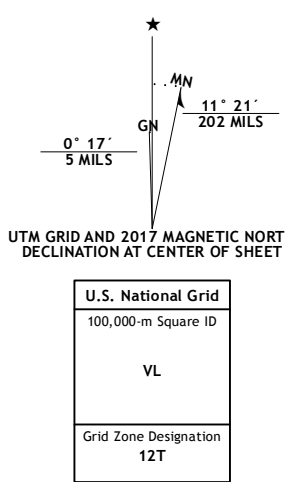 ★
MN
11° 21´
202 MILS
GN
0° 17´
5 MILS
UTM GRID AND 2017 MAGNETIC NORT
DECLINATION AT CENTER OF SHEET
U.S. National Grid
100,000-m Square ID
VL
Grid Zone Designation
12T